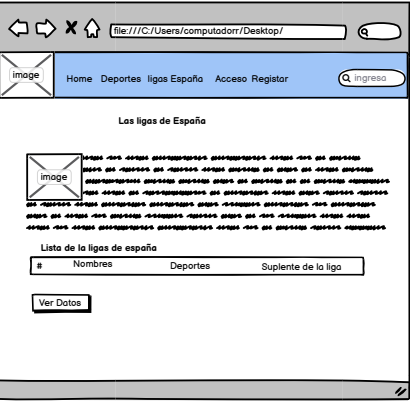 file:///C:/Users/computadorr/Desktop/
image
Home Deportes ligas España Acceso Registar
ingresa
Las ligas de España
image
Lista de la ligas de españa
# Nombres Deportes Suplente de la liga
Ver Datos